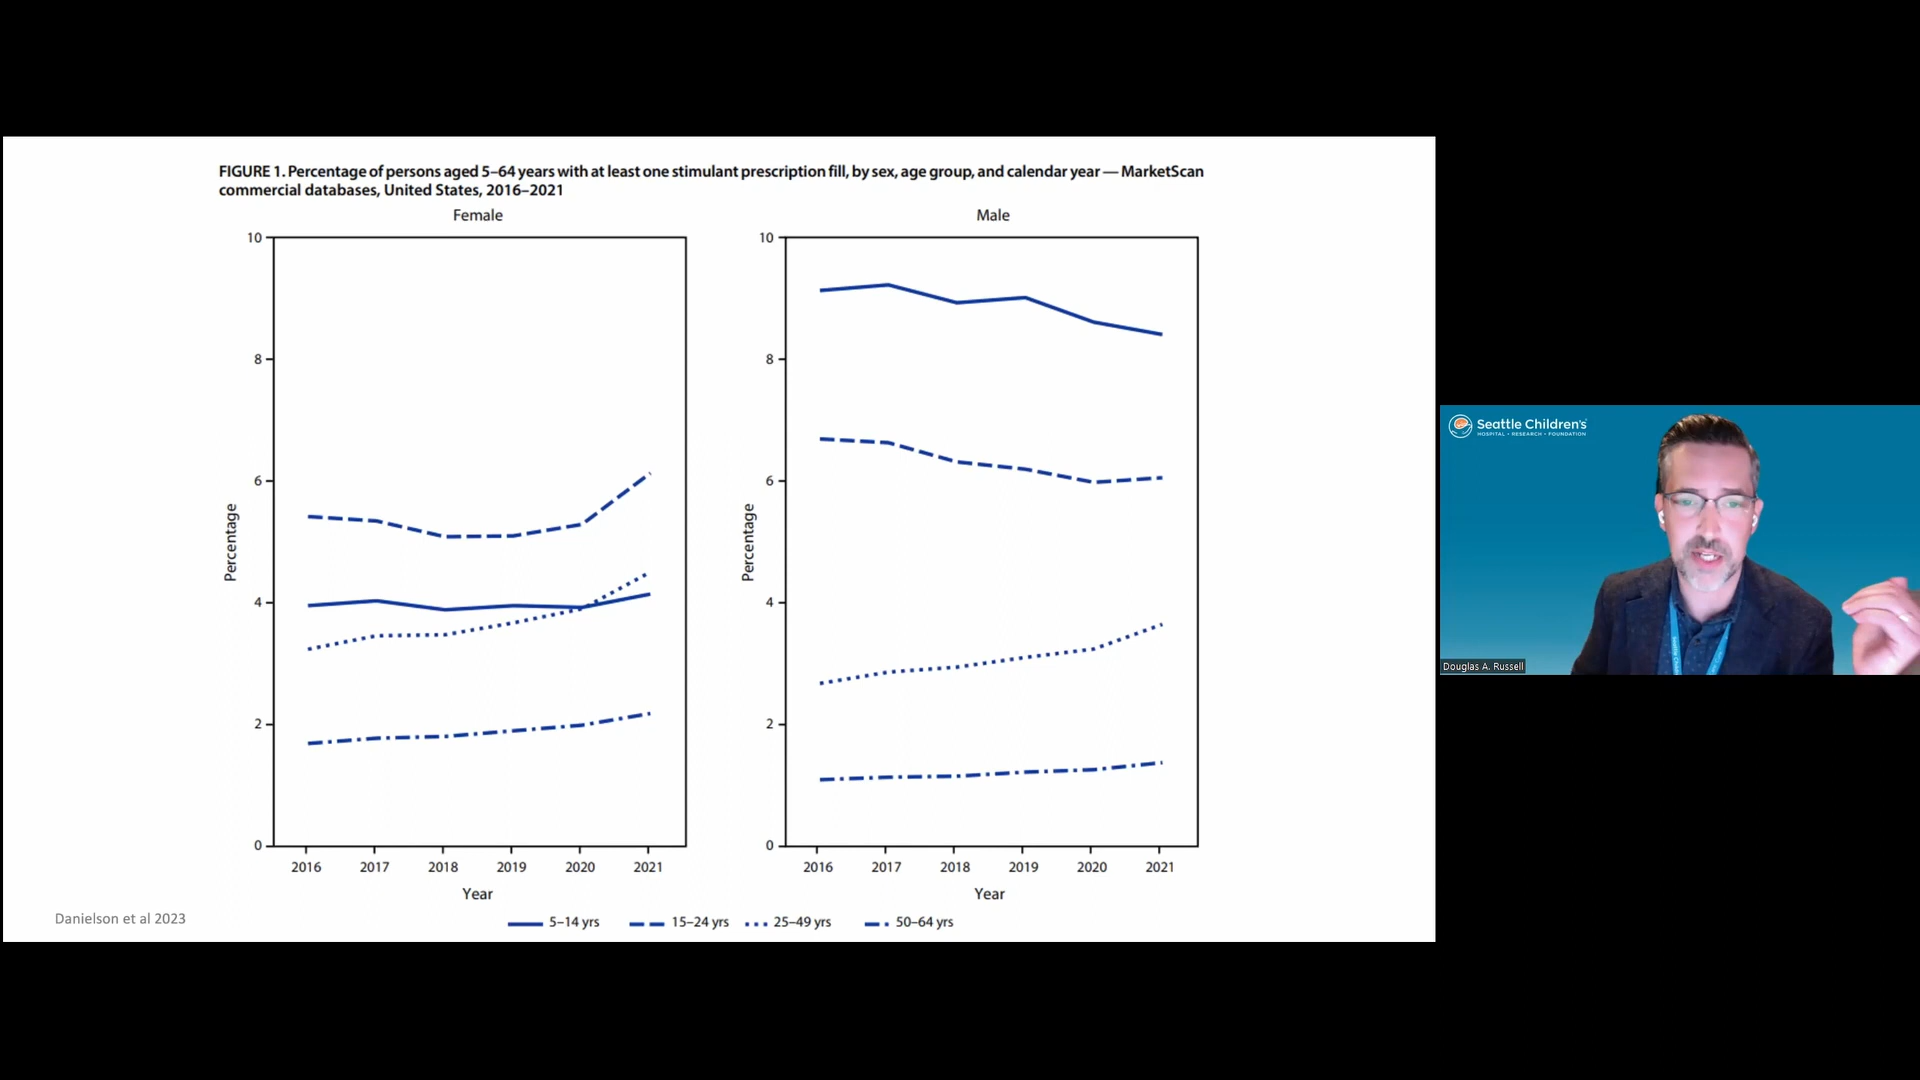 FIGURE 1. Percentage of persons aged 5–64 years with at least one stimulant prescription fill, by sex, age group, and calendar year — MarketScan
commercial databases, United States, 2016–2021
Female
Male
10
8
6
4
2
0
Percentage
2016 2017 2018 2019 2020 2021
Year
10
8
6
4
2
0
Percentage
2016 2017 2018 2019 2020 2021
Year
5–14 yrs 15–24 yrs 25–49 yrs 50–64 yrs
Danielson et al 2023
Seattle Children's
HOSPITAL • RESEARCH • FOUNDATION
Douglas A. Russell